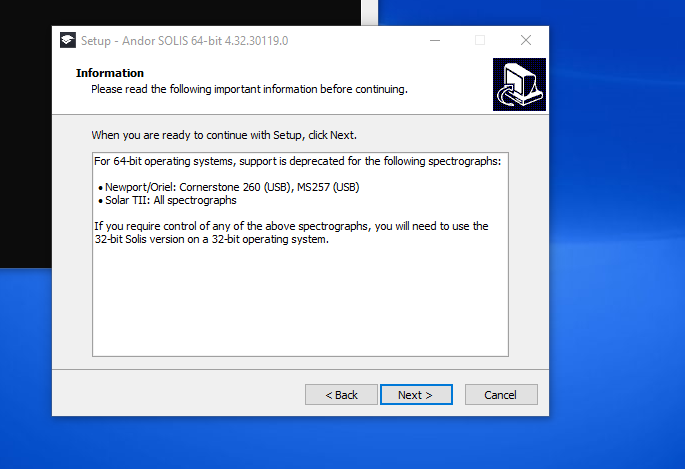 Setup - Andor SOLIS 64-bit 4.32.30119.0
Information
Please read the following important information before continuing.
When you are ready to continue with Setup, click Next.
For 64-bit operating systems, support is deprecated for the following spectrographs:
• Newport/Oriel: Cornerstone 260 (USB), MS257 (USB)
• Solar TII: All spectrographs
If you require control of any of the above spectrographs, you will need to use the
32-bit Solis version on a 32-bit operating system.
< Back
Next >
Cancel